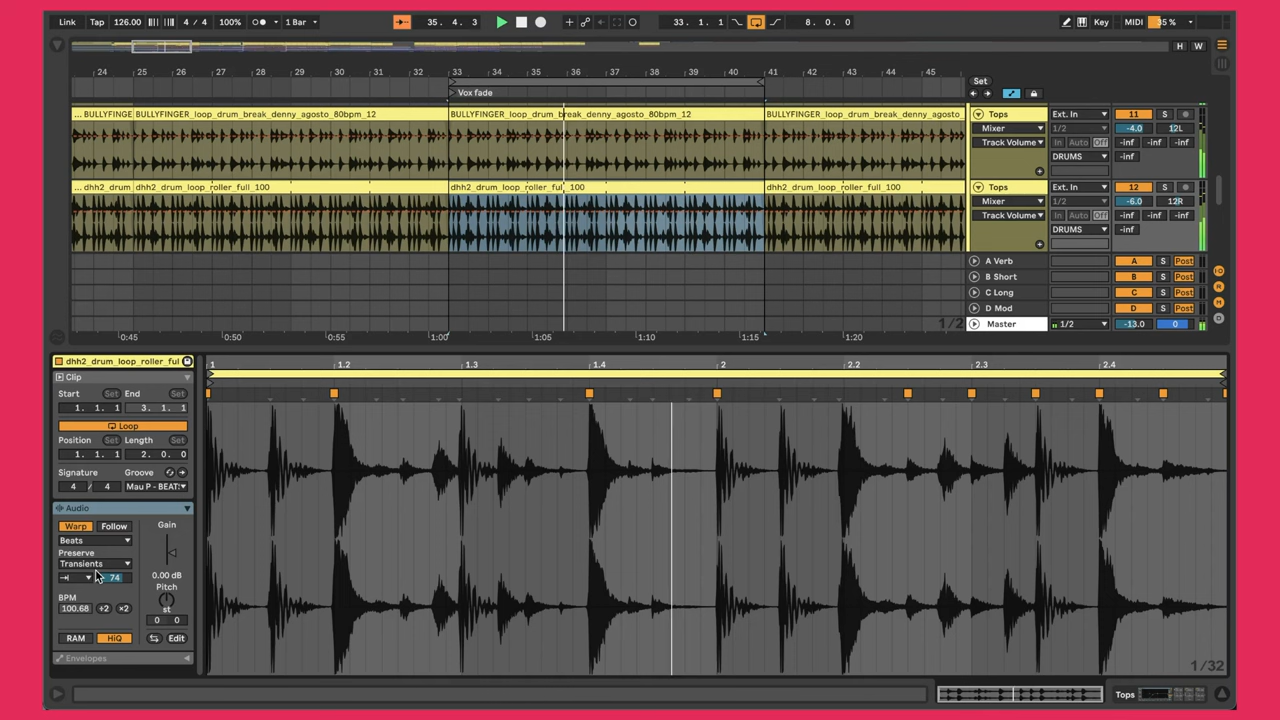 Link Tap 126.00 4 / 4 100% 1 Bar 35. 4. 3 33. 1. 1 8. 0. 0 Key MIDI 35 %
H W
24 25 26 27 28 29 30 31 32 33 34 35 36 37 38 39 40 41 42 43 44 45
Set
Vox fade
... BULLYFINGER BULLYFINGER_loop_drum_break_denny_agosto_80bpm_12 BULLYFINGER_loop_drum_break_denny_agosto_80bpm_12 BULLYFINGER_loop_drum_break_denny_agosto
Tops Ext. In 11 S
Mixer 1/2 -4.0 12L
Track Volume In Auto Off -inf -inf -inf
DRUMS -inf
... dhh2_drum dhh2_drum_loop_roller_full_100 dhh2_drum_loop_roller_full_100 dhh2_drum_loop_roller_full_100
Tops Ext. In 12 S
Mixer 1/2 -6.0 12R
Track Volume In Auto Off -inf -inf -inf
DRUMS -inf
A Verb A S Post
B Short B S Post
C Long C S Post
D Mod D S Post
1/2 Master 1/2 -13.0 0
0:45 0:50 0:55 1:00 1:05 1:10 1:15 1:20
IO
R
M
D
dhh2_drum_loop_roller_ful
1 1.2 1.3 1.4 2 2.2 2.3 2.4
Clip
Start Set End Set
1. 1. 1 3. 1. 1
Loop
Position Set Length
1. 1. 1 2. 0. 0
Signature Groove
4 / 4 Mau P - BEAT:
Audio
Warp Follow Gain
Beats
Preserve
Transients
74 0.00 dB
Pitch
BPM st
100.68 ÷2 ×2
0 0
RAM HiQ Edit
Envelopes
1/32
Tops